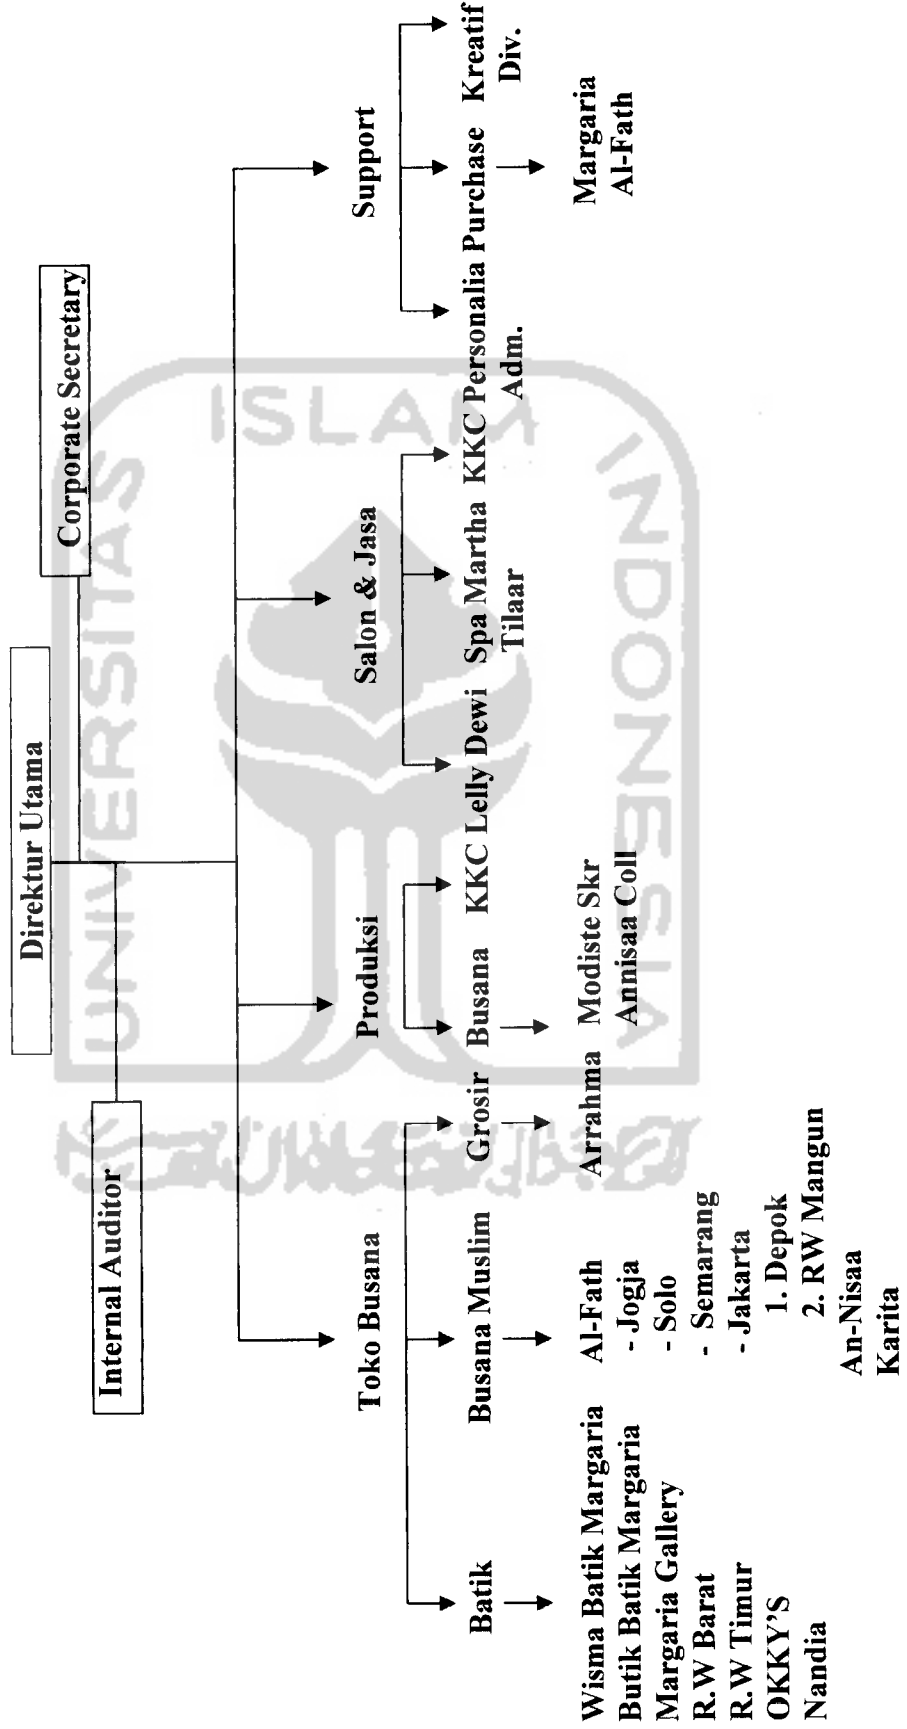 Direktur Utama
Corporate Secretary
Internal Auditor
Toko Busana
Produksi
Salon & Jasa
Support
Batik
Busana Muslim
Grosir
Busana
KKC
Lelly Dewi
Spa Martha
Tilaar
KKC
Personalia
Adm.
Purchase
Kreatif
Div.
Wisma Batik Margaria
Butik Batik Margaria
Margaria Gallery
R.W Barat
R.W Timur
OKKY'S
Nandia
Al-Fath
- Jogja
- Solo
- Semarang
- Jakarta
1. Depok
2. RW Mangun
An-Nisaa
Karita
Arrahma
Modiste Skr
Annisaa Coll
Margaria
Al-Fath
UNIVERSITAS
ISLAM
INDONESIA